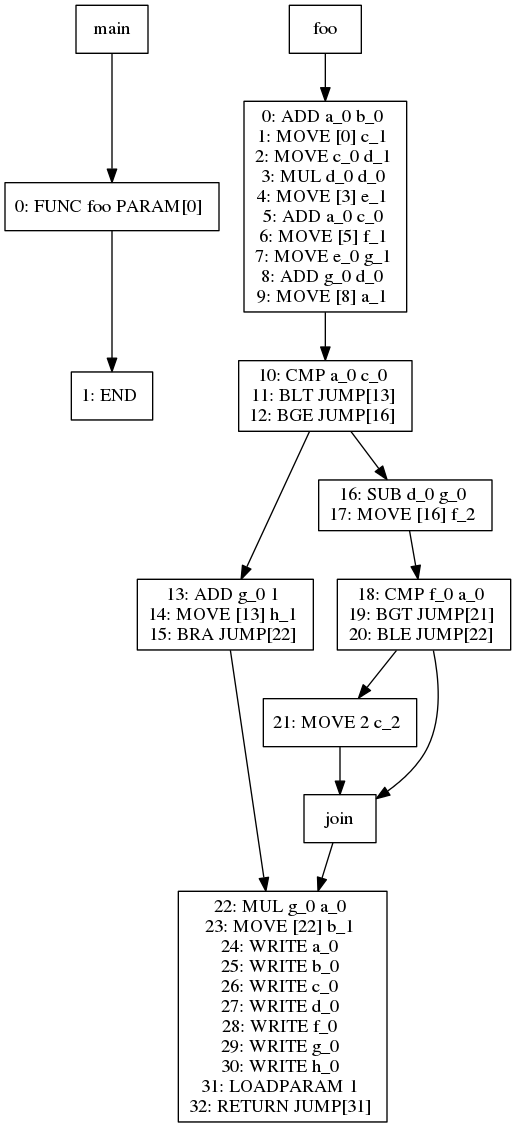 main
foo
0: ADD a_0 b_0
1: MOVE [0] c_1
2: MOVE c_0 d_1
3: MUL d_0 d_0
4: MOVE [3] e_1
5: ADD a_0 c_0
6: MOVE [5] f_1
7: MOVE e_0 g_1
8: ADD g_0 d_0
9: MOVE [8] a_1
0: FUNC foo PARAM[0]
1: END
10: CMP a_0 c_0
11: BLT JUMP[13]
12: BGE JUMP[16]
16: SUB d_0 g_0
17: MOVE [16] f_2
13: ADD g_0 1
14: MOVE [13] h_1
15: BRA JUMP[22]
18: CMP f_0 a_0
19: BGT JUMP[21]
20: BLE JUMP[22]
21: MOVE 2 c_2
join
22: MUL g_0 a_0
23: MOVE [22] b_1
24: WRITE a_0
25: WRITE b_0
26: WRITE c_0
27: WRITE d_0
28: WRITE f_0
29: WRITE g_0
30: WRITE h_0
31: LOADPARAM 1
32: RETURN JUMP[31]